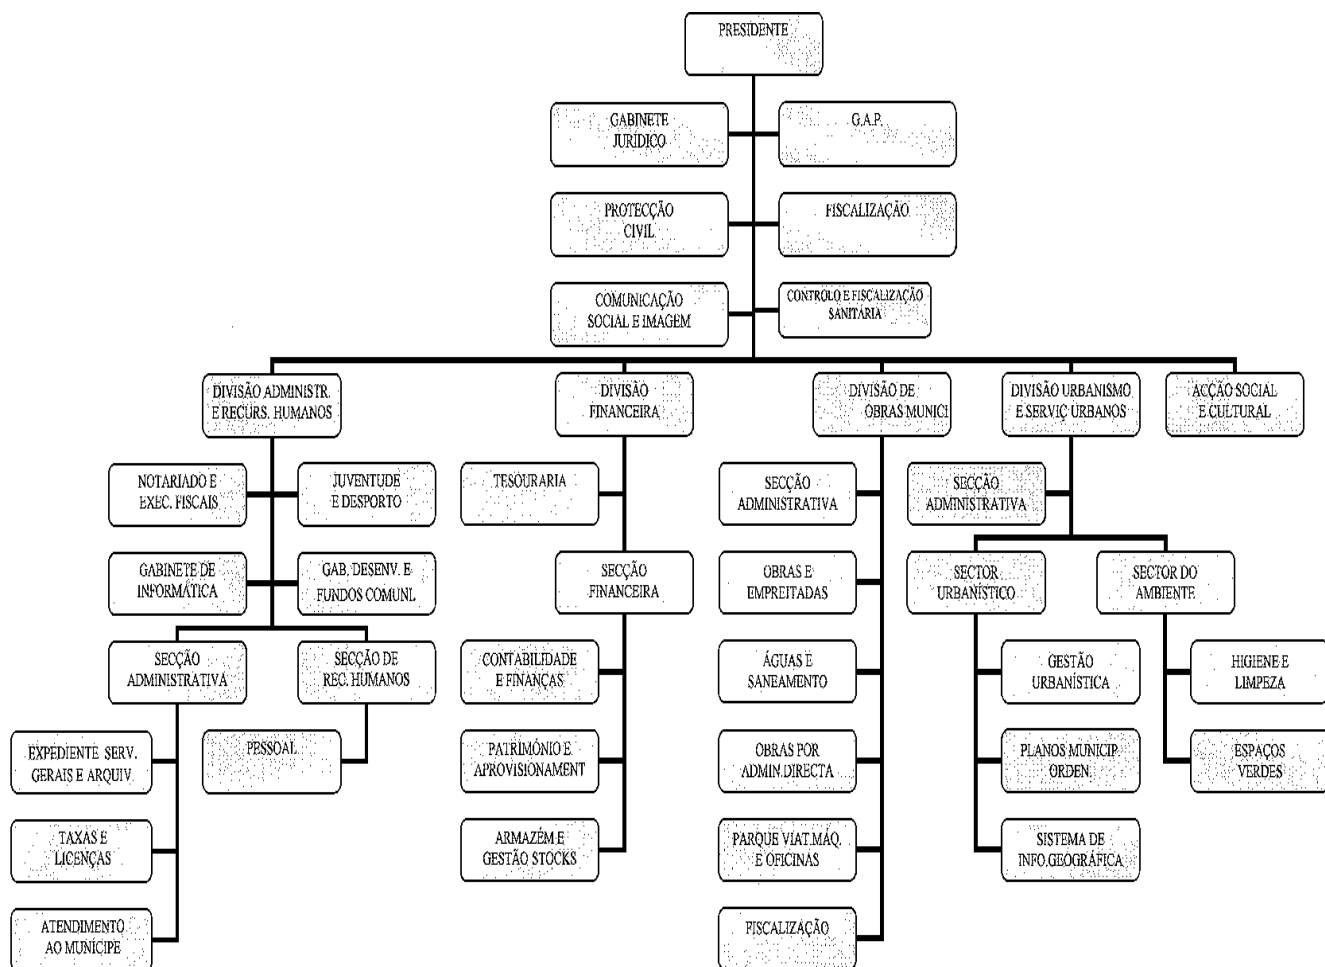 PRESIDENTE
GABINETE
JURÍDICO
G.A.P.
PROTECÇÃO
CIVIL
FISCALIZAÇÃO
COMUNICAÇÃO
SOCIAL E IMAGEM
CONTROLO E FISCALIZAÇÃO
SANITÁRIA
DIVISÃO ADMINISTR.
E RECURS. HUMANOS
DIVISÃO
FINANCEIRA
DIVISÃO DE
OBRAS MUNICI
DIVISÃO URBANISMO
E SERVIÇ URBANOS
ACÇÃO SOCIAL
E CULTURAL
NOTARIADO E
EXEC. FISCAIS
JUVENTUDE
E DESPORTO
TESOURARIA
SECÇÃO
ADMINISTRATIVA
SECÇÃO
ADMINISTRATIVA
GABINETE DE
INFORMÁTICA
GAB. DESENV. E
FUNDOS COMUNI.
SECÇÃO
FINANCEIRA
OBRAS E
EMPREITADAS
SECTOR
URBANÍSTICO
SECTOR DO
AMBIENTE
SECÇÃO
ADMINISTRATIVA
SECÇÃO DE
REC. HUMANOS
CONTABILIDADE
E FINANÇAS
ÁGUAS E
SANEAMENTO
GESTÃO
URBANÍSTICA
HIGIENE E
LIMPEZA
EXPEDIENTE SERV.
GERAIS E ARQUIV.
PESSOAL
PATRIMÓNIO E
APROVISIONAMENT
OBRAS POR
ADMIN.DIRECTA
PLANOS MUNICIP.
ORDEN.
ESPAÇOS
VERDES
TAXAS E
LICENÇAS
ARMAZÉM E
GESTÃO STOCKS
PARQUE VIAT.MÁQ.
E OFICINAS
SISTEMA DE
INFO.GEOGRÁFICA
ATENDIMENTO
AO MUNÍCIPE
FISCALIZAÇÃO